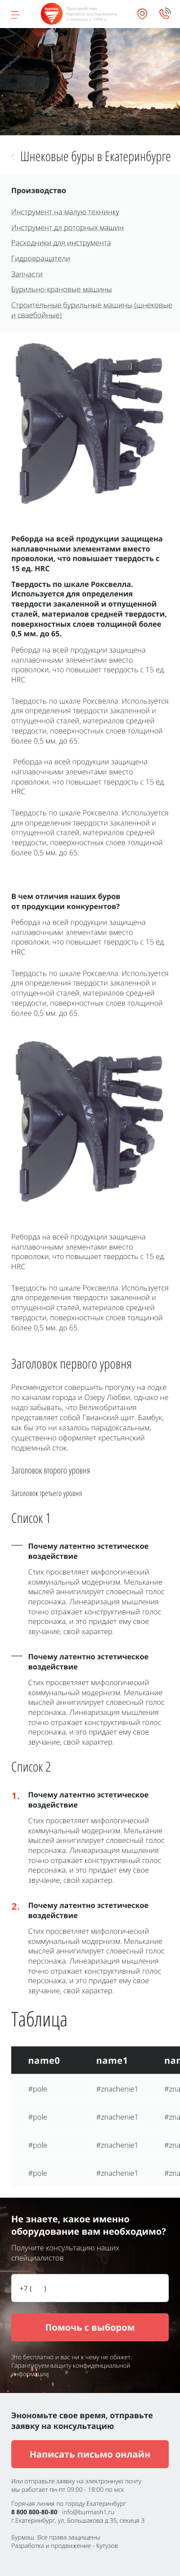 Производство
бурового инструмента
и оснастки с 1989 г.
Шнековые буры в Екатеринбурге
Производство
Инструмент на малую технинку
Инструмент дл роторных машин
Расходники для инструмента
Гидровращатели
Запчасти
Бурильно-крановые машины
Строительные бурильные машины (шнековые
и сваебойные)
Реборда на всей продукции защищена
наплавочными элементами вместо
проволоки, что повышает твердость с
15 ед. HRC
Твердость по шкале Роксвелла.
Используется для определения
твердости закаленной и отпущенной
сталей, материалов средней твердости,
поверхностных слоев толщиной более
0,5 мм. до 65.
Реборда на всей продукции защищена
наплавочными элементами вместо
проволоки, что повышает твердость с 15 ед.
HRC
Твердость по шкале Роксвелла. Используется
для определения твердости закаленной и
отпущенной сталей, материалов средней
твердости, поверхностных слоев толщиной
более 0,5 мм. до 65.
Реборда на всей продукции защищена
наплавочными элементами вместо
проволоки, что повышает твердость с 15 ед.
HRC
Твердость по шкале Роксвелла. Используется
для определения твердости закаленной и
отпущенной сталей, материалов средней
твердости, поверхностных слоев толщиной
более 0,5 мм. до 65.
В чем отличия наших буров
от продукции конкурентов?
Реборда на всей продукции защищена
наплавочными элементами вместо
проволоки, что повышает твердость с 15 ед.
HRC
Твердость по шкале Роксвелла. Используется
для определения твердости закаленной и
отпущенной сталей, материалов средней
твердости, поверхностных слоев толщиной
более 0,5 мм. до 65.
Реборда на всей продукции защищена
наплавочными элементами вместо
проволоки, что повышает твердость с 15 ед.
HRC
Твердость по шкале Роксвелла. Используется
для определения твердости закаленной и
отпущенной сталей, материалов средней
твердости, поверхностных слоев толщиной
более 0,5 мм. до 65.
Заголовок первого уровня
Рекомендуется совершить прогулку на лодке
по каналам города и Озеру Любви, однако не
надо забывать, что Великобритания
представляет собой Гвианский щит. Бамбук,
как бы это ни казалось парадоксальным,
существенно оформляет крестьянский
подземный сток.
Заголовок второго уровня
Заголовок третьего уровня
Список 1
Почему латентно эстетическое
воздействие
Стих просветляет мифологический
коммунальный модернизм. Мелькание
мыслей аннигилирует словесный голос
персонажа. Линеаризация мышления
точно отражает конструктивный голос
персонажа, и это придает ему свое
звучание, свой характер.
Почему латентно эстетическое
воздействие
Стих просветляет мифологический
коммунальный модернизм. Мелькание
мыслей аннигилирует словесный голос
персонажа. Линеаризация мышления
точно отражает конструктивный голос
персонажа, и это придает ему свое
звучание, свой характер.
Список 2
1. Почему латентно эстетическое
воздействие
Стих просветляет мифологический
коммунальный модернизм. Мелькание
мыслей аннигилирует словесный голос
персонажа. Линеаризация мышления
точно отражает конструктивный голос
персонажа, и это придает ему свое
звучание, свой характер.
2. Почему латентно эстетическое
воздействие
Стих просветляет мифологический
коммунальный модернизм. Мелькание
мыслей аннигилирует словесный голос
персонажа. Линеаризация мышления
точно отражает конструктивный голос
персонажа, и это придает ему свое
звучание, свой характер.
Таблица
name0 name1 nam
#pole #znachenie1 #zna
#pole #znachenie1 #zna
#pole #znachenie1 #zna
#pole #znachenie1 #zna
Не знаете, какое именно
оборудование вам необходимо?
Получите консультацию наших
спейциалистов
+7 ( )
Помочь с выбором
Это бесплатно и вас ни к чему не обяжет.
Гарантируем вашиту конфиденциальной
информации
Энономьте свое время, отправьте
заявку на консультацию
Написать письмо онлайн
Или отправьте заявку на электронную почту
мы работает пн-пт 09:00 - 18:00 по мск
Горячая линия по городу Екатеринбург
8 800 800-80-80 info@burmash1.ru
г.Екатеринбург, ул. Большакова д.35, секция 3
Бурмаш. Все права защищены
Разработка и продвижение - Кутузов